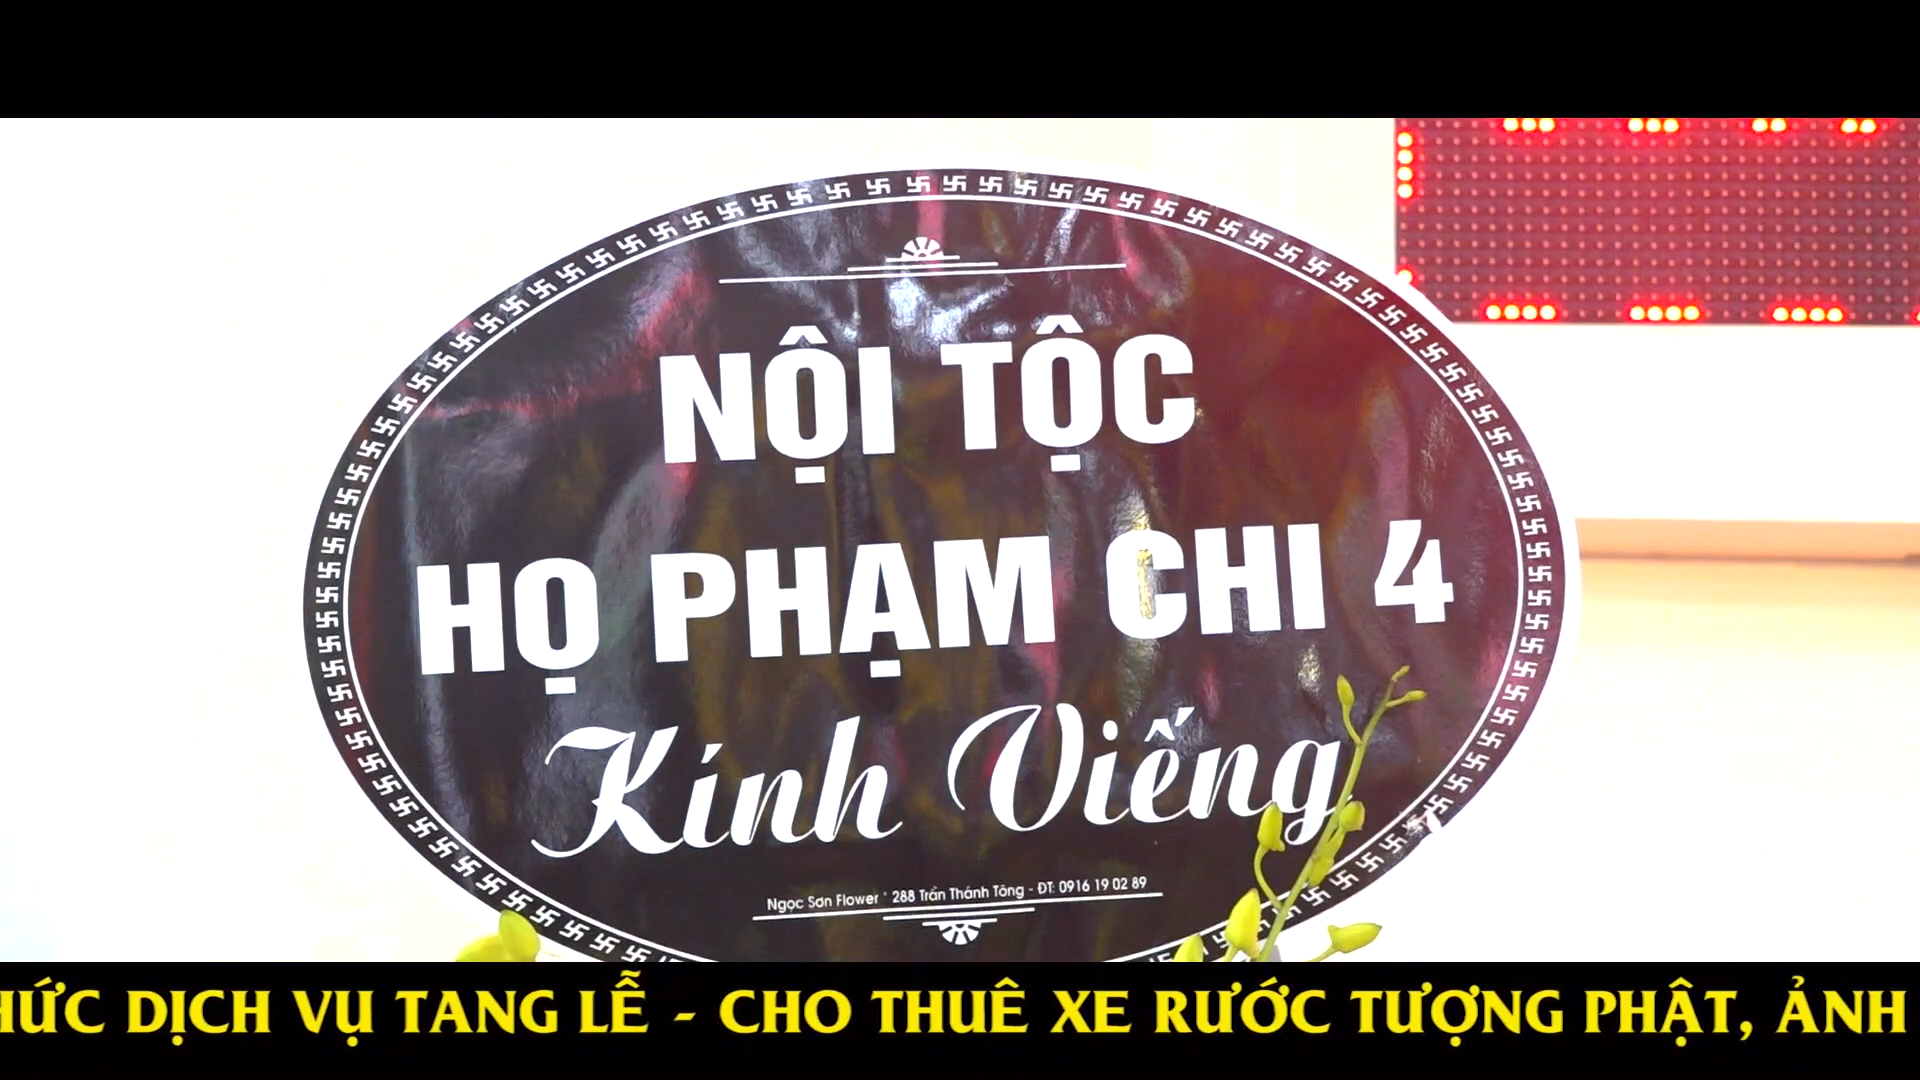 NỘI TỘC
HỌ PHẠM CHI 4
Kính Viếng
Ngọc Sơn Flower * 288 Trần Thánh Tông - ĐT: 0916 19 02 89
HỨC DỊCH VỤ TANG LỄ - CHO THUÊ XE RƯỚC TƯỢNG PHẬT, ẢNH